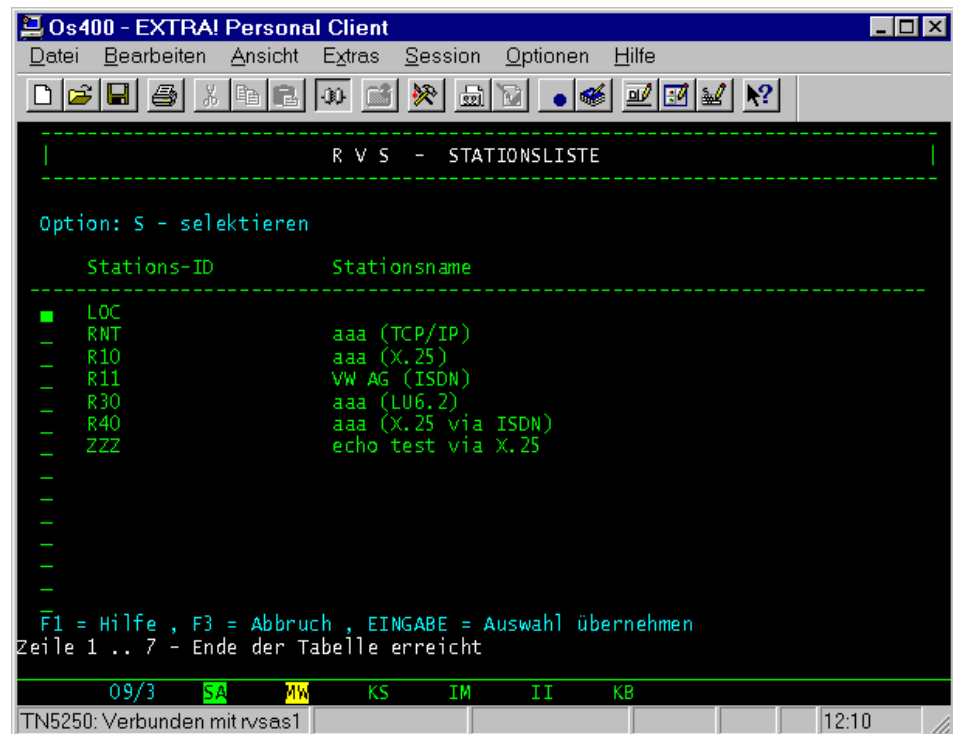 Os400 - EXTRA! Personal Client
Datei Bearbeiten Ansicht Extras Session Optionen Hilfe
R V S - STATIONSLISTE
Option: S - selektieren
Stations-ID Stationsname
LOC
RNT aaa (TCP/IP)
R10 aaa (X.25)
R11 VW AG (ISDN)
R30 aaa (LU6.2)
R40 aaa (X.25 via ISDN)
ZZZ echo test via X.25
F1 = Hilfe , F3 = Abbruch , EINGABE = Auswahl übernehmen
Zeile 1 .. 7 - Ende der Tabelle erreicht
09/3 SA MW KS IM II KB
TN5250: Verbunden mit rvsas1 12:10